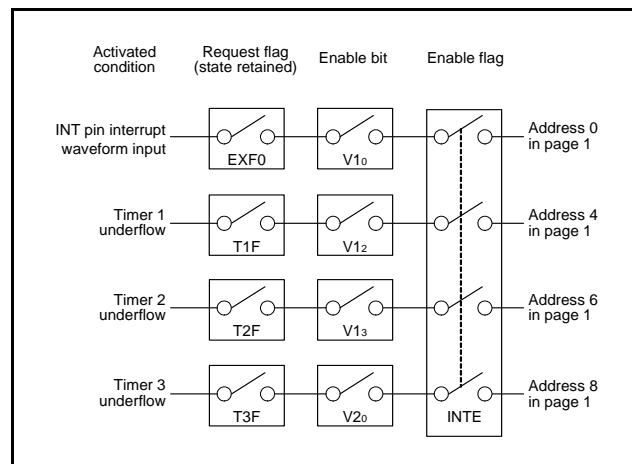 Activated
condition
Request flag
(state retained)
Enable bit
Enable flag
INT pin interrupt
waveform input
EXF0
V1₀
Address 0
in page 1
Timer 1
underflow
T1F
V1₂
Address 4
in page 1
Timer 2
underflow
T2F
V1₃
Address 6
in page 1
Timer 3
underflow
T3F
V2₀
INTE
Address 8
in page 1